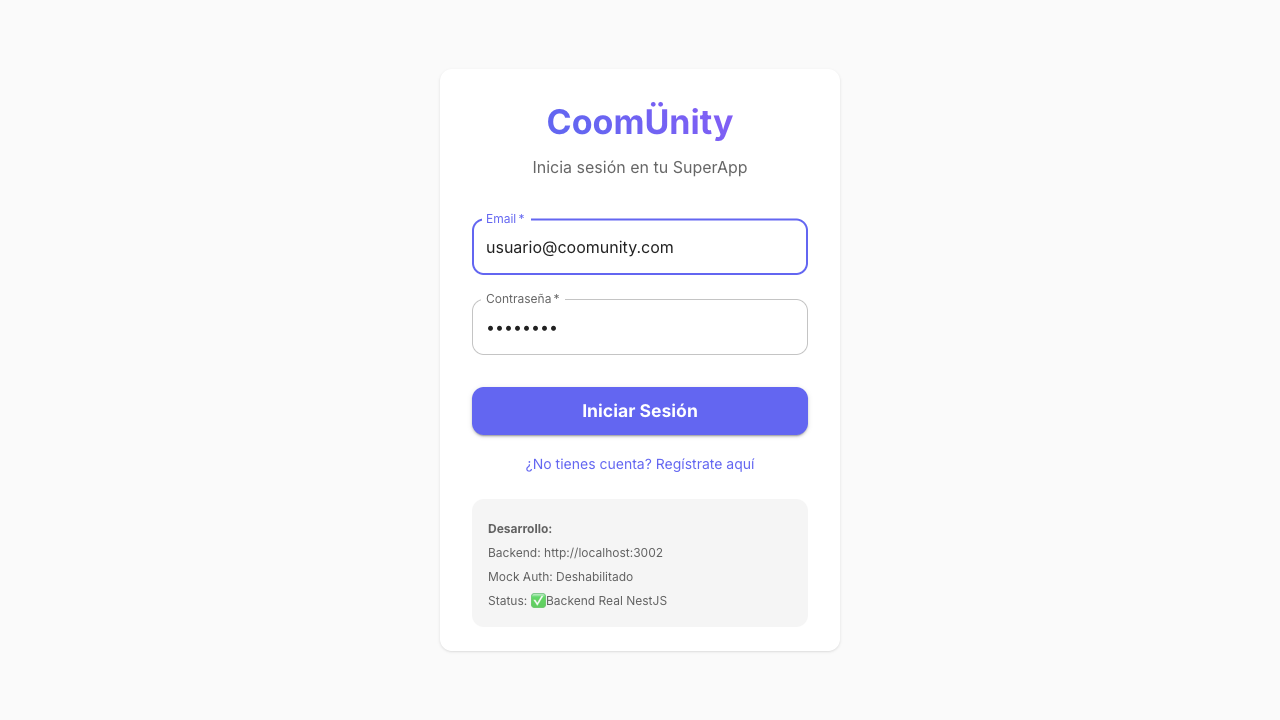 CoomÜnity
Inicia sesión en tu SuperApp
Email *
usuario@coomunity.com
Contraseña *
••••••••
Iniciar Sesión
¿No tienes cuenta? Regístrate aquí
Desarrollo:
Backend: http://localhost:3002
Mock Auth: Deshabilitado
Status: ✅Backend Real NestJS